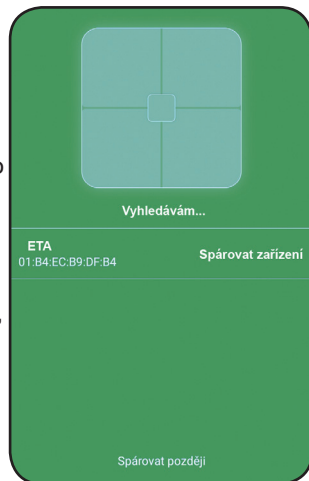 Vyhledávám...
ETA
01:B4:EC:B9:DF:B4
Spárovat zařízení
Spárovat později